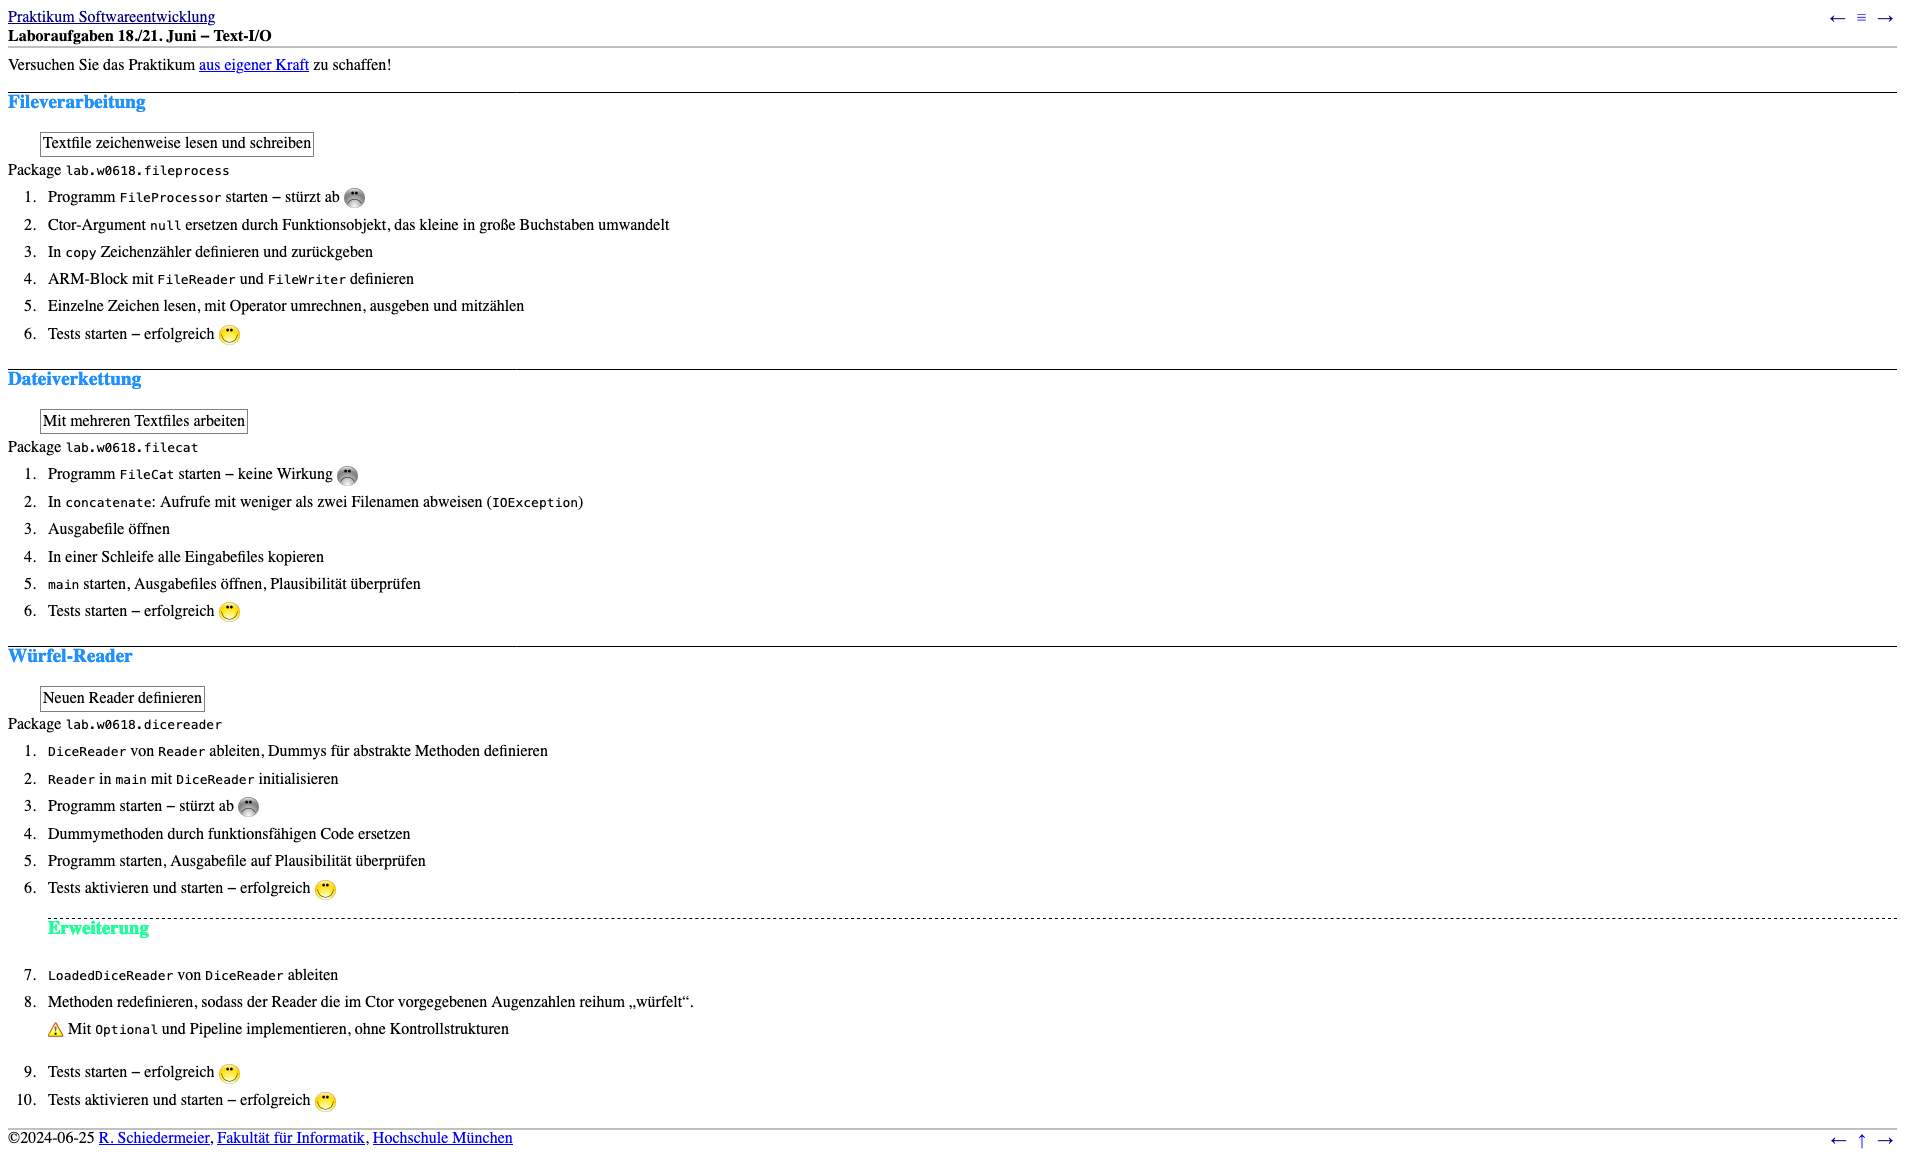 Praktikum Softwareentwicklung
← ≡ →
Laboraufgaben 18./21. Juni – Text-I/O
Versuchen Sie das Praktikum aus eigener Kraft zu schaffen!
Fileverarbeitung
Textfile zeichenweise lesen und schreiben
Package lab.w0618.fileprocess
1. Programm FileProcessor starten – stürzt ab
2. Ctor-Argument null ersetzen durch Funktionsobjekt, das kleine in große Buchstaben umwandelt
3. In copy Zeichenzähler definieren und zurückgeben
4. ARM-Block mit FileReader und FileWriter definieren
5. Einzelne Zeichen lesen, mit Operator umrechnen, ausgeben und mitzählen
6. Tests starten – erfolgreich
Dateiverkettung
Mit mehreren Textfiles arbeiten
Package lab.w0618.filecat
1. Programm FileCat starten – keine Wirkung
2. In concatenate: Aufrufe mit weniger als zwei Filenamen abweisen (IOException)
3. Ausgabefile öffnen
4. In einer Schleife alle Eingabefiles kopieren
5. main starten, Ausgabefiles öffnen, Plausibilität überprüfen
6. Tests starten – erfolgreich
Würfel-Reader
Neuen Reader definieren
Package lab.w0618.dicereader
1. DiceReader von Reader ableiten, Dummys für abstrakte Methoden definieren
2. Reader in main mit DiceReader initialisieren
3. Programm starten – stürzt ab
4. Dummymethoden durch funktionsfähigen Code ersetzen
5. Programm starten, Ausgabefile auf Plausibilität überprüfen
6. Tests aktivieren und starten – erfolgreich
Erweiterung
7. LoadedDiceReader von DiceReader ableiten
8. Methoden redefinieren, sodass der Reader die im Ctor vorgegebenen Augenzahlen reihum „würfelt“.
Mit Optional und Pipeline implementieren, ohne Kontrollstrukturen
9. Tests starten – erfolgreich
10. Tests aktivieren und starten – erfolgreich
©2024-06-25 R. Schiedermeier, Fakultät für Informatik, Hochschule München
← ↑ →